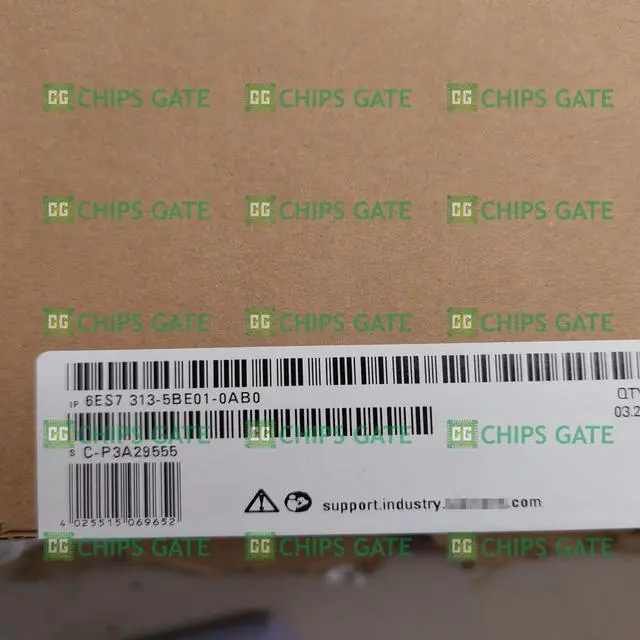 CG CHIPS GATE CG CHIPS GATE CG CHIPS GATE
CG CHIPS GATE CG CHIPS GATE CG CHIPS GATE
CG CHIPS GATE CG CHIPS GATE CG CHIPS GATE
1P 6ES7 313-5BE01-0AB0
QTY
03.2
CG CHIPS GATE CG CHIPS GATE CG CHIPS GATE
S C-P3A29555
support.industry. .com
4 025515 069652
CG CHIPS GATE CG CHIPS GATE CG CHIPS GATE